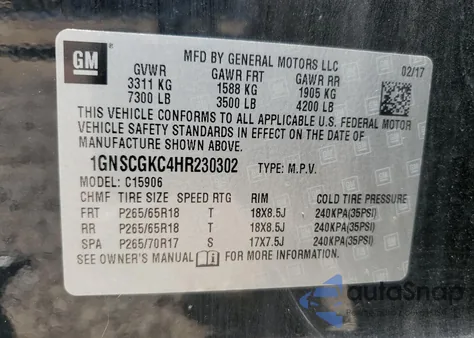 GM
MFD BY GENERAL MOTORS LLC
02/17
GVWR GAWR FRT GAWR RR
3311 KG 1588 KG 1905 KG
7300 LB 3500 LB 4200 LB
THIS VEHICLE CONFORMS TO ALL APPLICABLE U.S. FEDERAL MOTOR
VEHICLE SAFETY STANDARDS IN EFFECT ON THE DATE OF
MANUFACTURE SHOWN ABOVE.
1GNSCGKC4HR230302 TYPE: M.P.V.
MODEL: C15906
CHMF TIRE SIZE SPEED RTG RIM COLD TIRE PRESSURE
FRT P265/65R18 T 18X8.5J 240KPA(35PSI)
RR P265/65R18 T 18X8.5J 240KPA(35PSI)
SPA P265/70R17 S 17X7.5J 240KPA(35PSI)
SEE OWNER'S MANUAL FOR MORE INFORMATION.
autoSnap